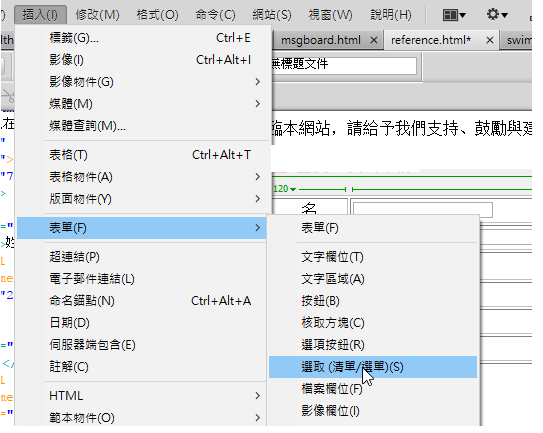 插入(I) 修改(M) 格式(O) 命令(C) 網站(S) 視窗(W) 說明(H)
標籤(G)... Ctrl+E
msgboard.html reference.html* × swim
影像(I) Ctrl+Alt+I
無標題文件
影像物件(G)
媒體(M)
媒體查詢(M)...
臨本網站，請給予我們支持、鼓勵與建
表格(T) Ctrl+Alt+T
表格物件(A)
版面物件(Y)
120
名
表單(F)
表單(F)
姓
超連結(P)
文字欄位(T)
電子郵件連結(L)
文字區域(A)
命名錨點(N) Ctrl+Alt+A
按鈕(B)
日期(D)
核取方塊(C)
伺服器端包含(E)
選項按鈕(R)
註解(C)
選取 (清單/選單)(S)
HTML
檔案欄位(F)
範本物件(O)
影像欄位(I)